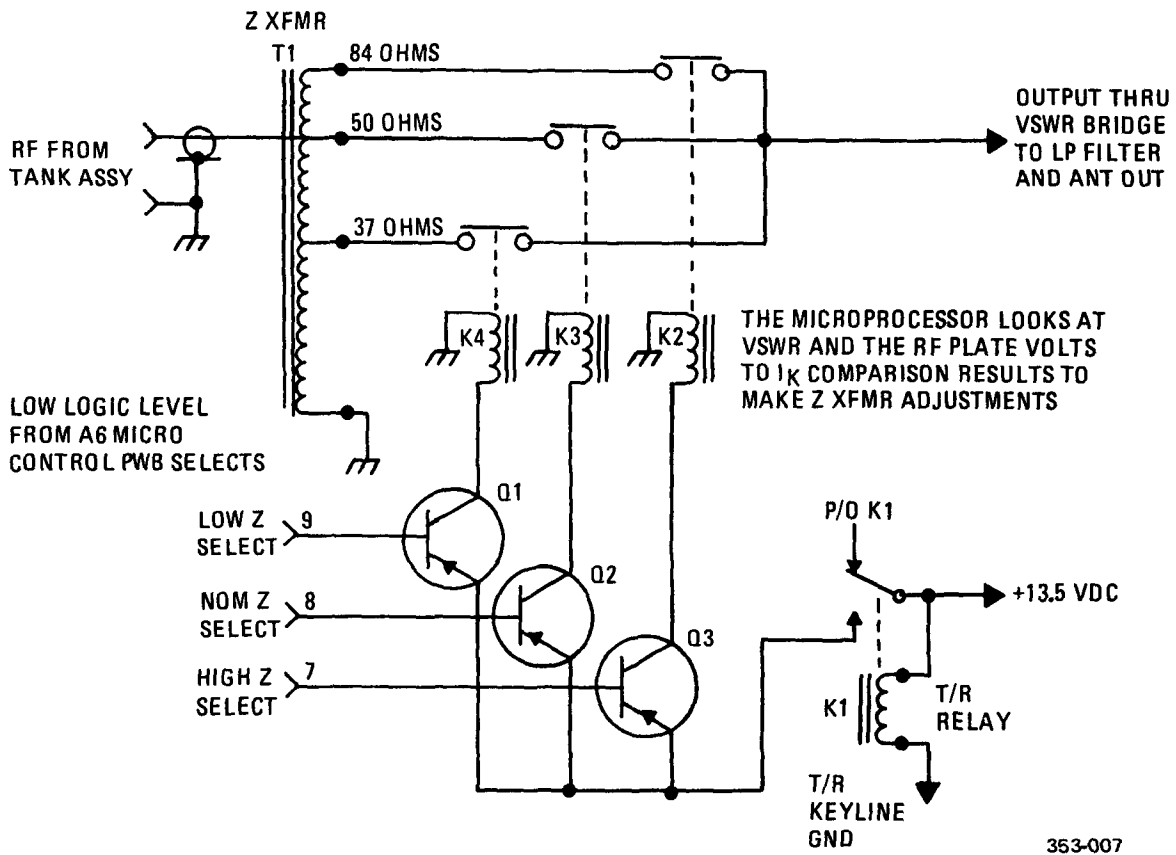 Z XFMR
T1
84 OHMS
50 OHMS
37 OHMS
RF FROM
TANK ASSY
OUTPUT THRU
VSWR BRIDGE
TO LP FILTER
AND ANT OUT
K4
K3
K2
THE MICROPROCESSOR LOOKS AT
VSWR AND THE RF PLATE VOLTS
TO IK COMPARISON RESULTS TO
MAKE Z XFMR ADJUSTMENTS
LOW LOGIC LEVEL
FROM A6 MICRO
CONTROL PWB SELECTS
LOW Z
SELECT
9
Q1
NOM Z
SELECT
8
Q2
HIGH Z
SELECT
7
Q3
P/O K1
+13.5 VDC
K1
T/R
RELAY
T/R
KEYLINE
GND
353-007